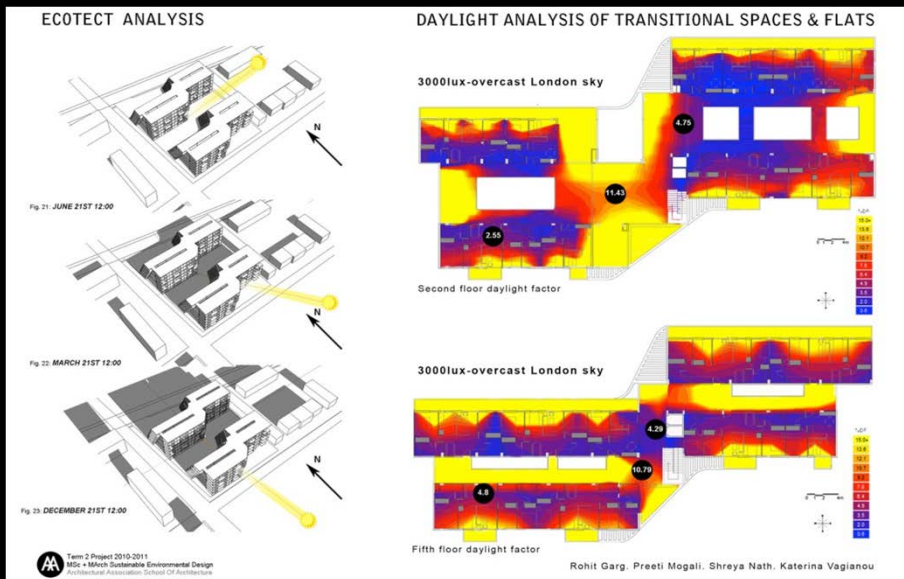 ECOTECT ANALYSIS
N
Fig. 21: JUNE 21ST 12:00
N
Fig. 22: MARCH 21ST 12:00
N
Fig. 23: DECEMBER 21ST 12:00
AA
Term 2 Project 2010-2011
MSc + MArch Sustainable Environmental Design
Architectural Association School Of Architecture
DAYLIGHT ANALYSIS OF TRANSITIONAL SPACES & FLATS
3000lux-overcast London sky
4.75
11.43
2.55
Second floor daylight factor
3000lux-overcast London sky
4.29
10.79
4.8
Fifth floor daylight factor
Rohit Garg. Preeti Mogali. Shreya Nath. Katerina Vagianou